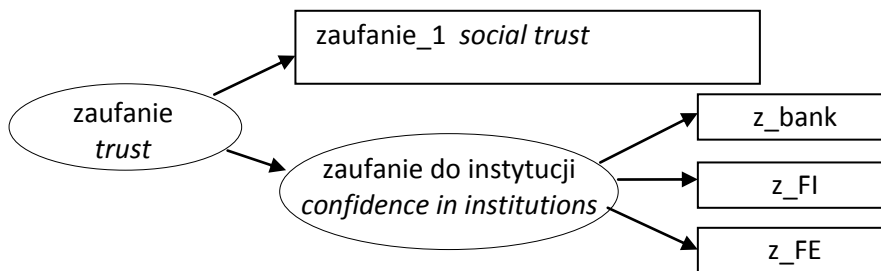 zaufanie_1 social trust
zaufanie
trust
zaufanie do instytucji
confidence in institutions
z_bank
z_FI
z_FE